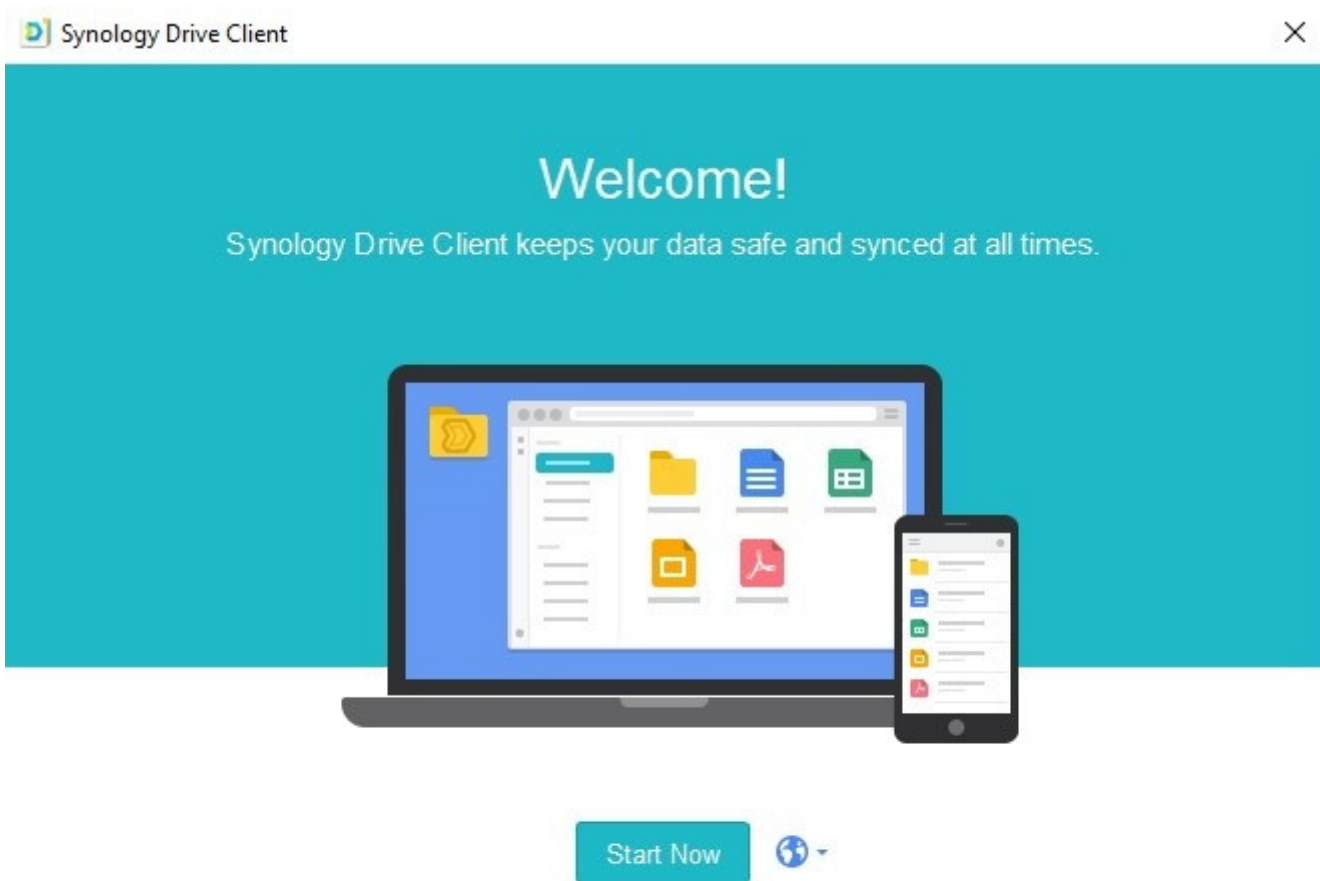 Synology Drive Client
Welcome!
Synology Drive Client keeps your data safe and synced at all times.
Start Now